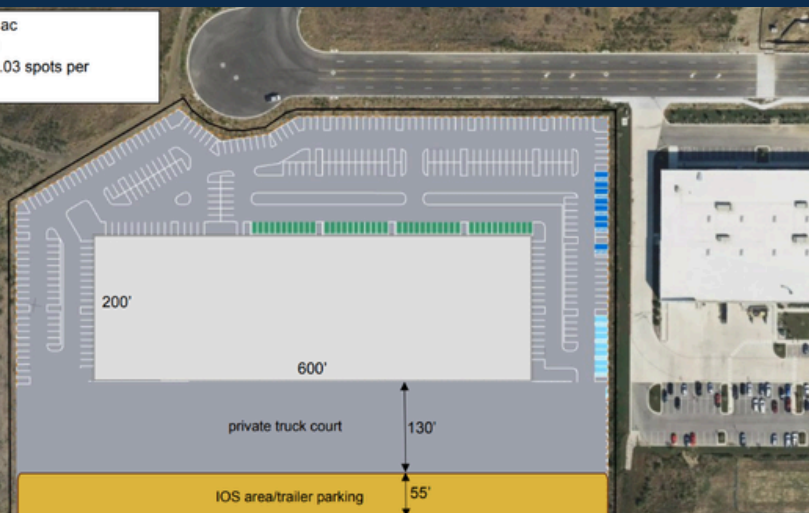 ac
.03 spots per
200'
600'
private truck court
130'
IOS area/trailer parking
55'